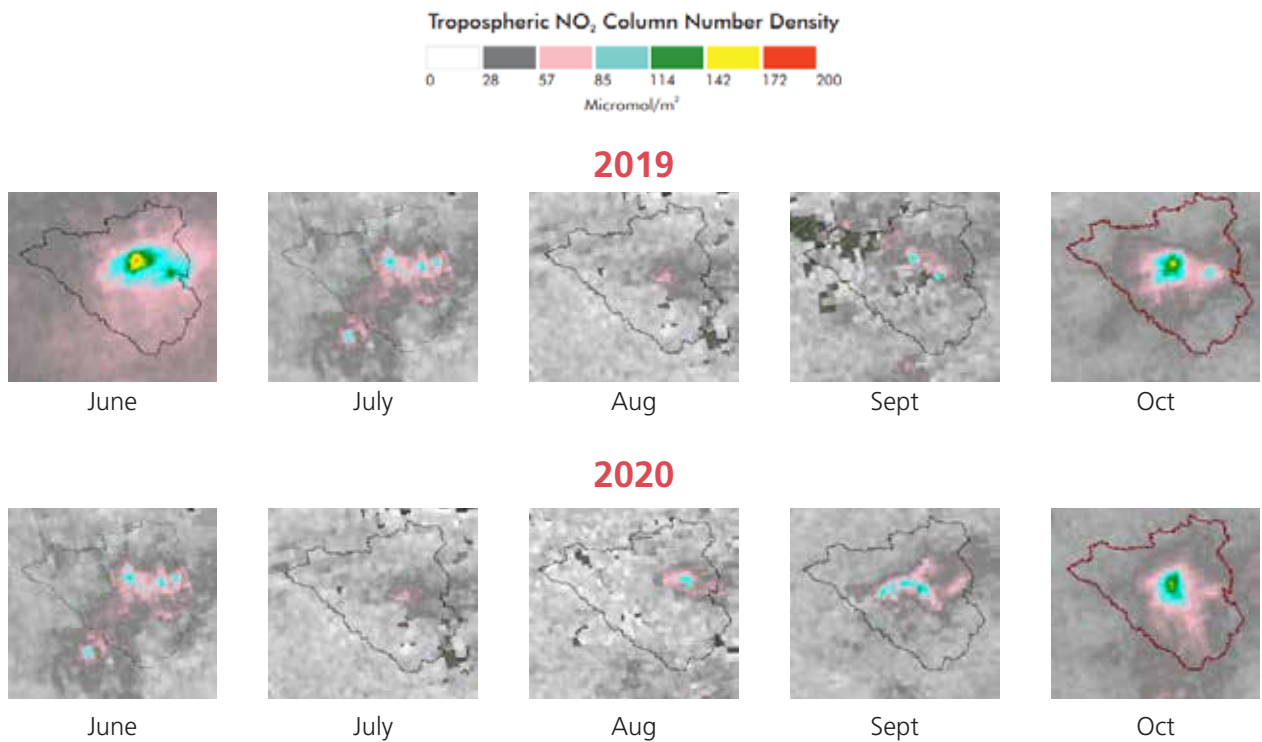 Tropospheric NO₂ Column Number Density
0 28 57 85 114 142 172 200
Micromol/m²
2019
June July Aug Sept Oct
2020
June July Aug Sept Oct